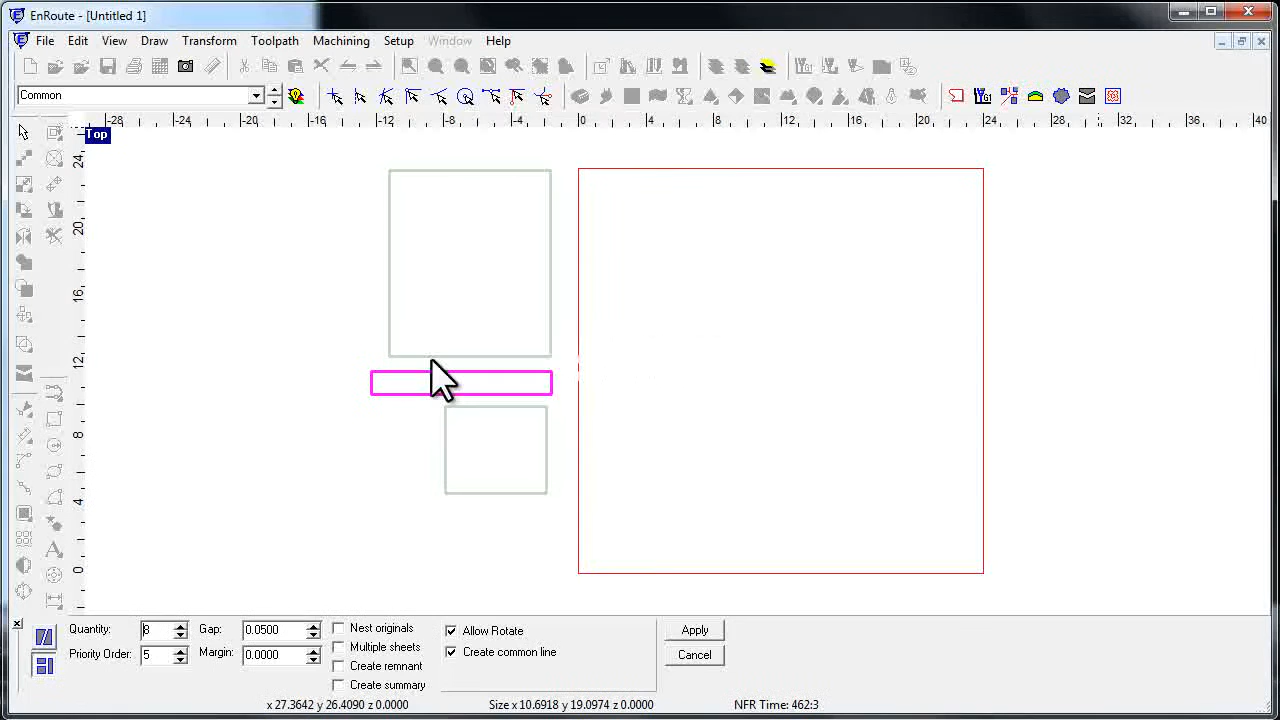 EnRoute - [Untitled 1]
File Edit View Draw Transform Toolpath Machining Setup Window Help
Common
-28 -24 -20 -16 -12 -8 -4 0 4 8 12 16 20 24 28 32 36 40
Top
24
20
16
12
8
4
0
Quantity: 8 Gap: 0.0500 Nest originals Allow Rotate Apply
Priority Order: 5 Margin: 0.0000 Multiple sheets Create common line Cancel
Create remnant
Create summary
x 27.3642 y 26.4090 z 0.0000 Size x 10.6918 y 19.0974 z 0.0000 NFR Time: 462:3